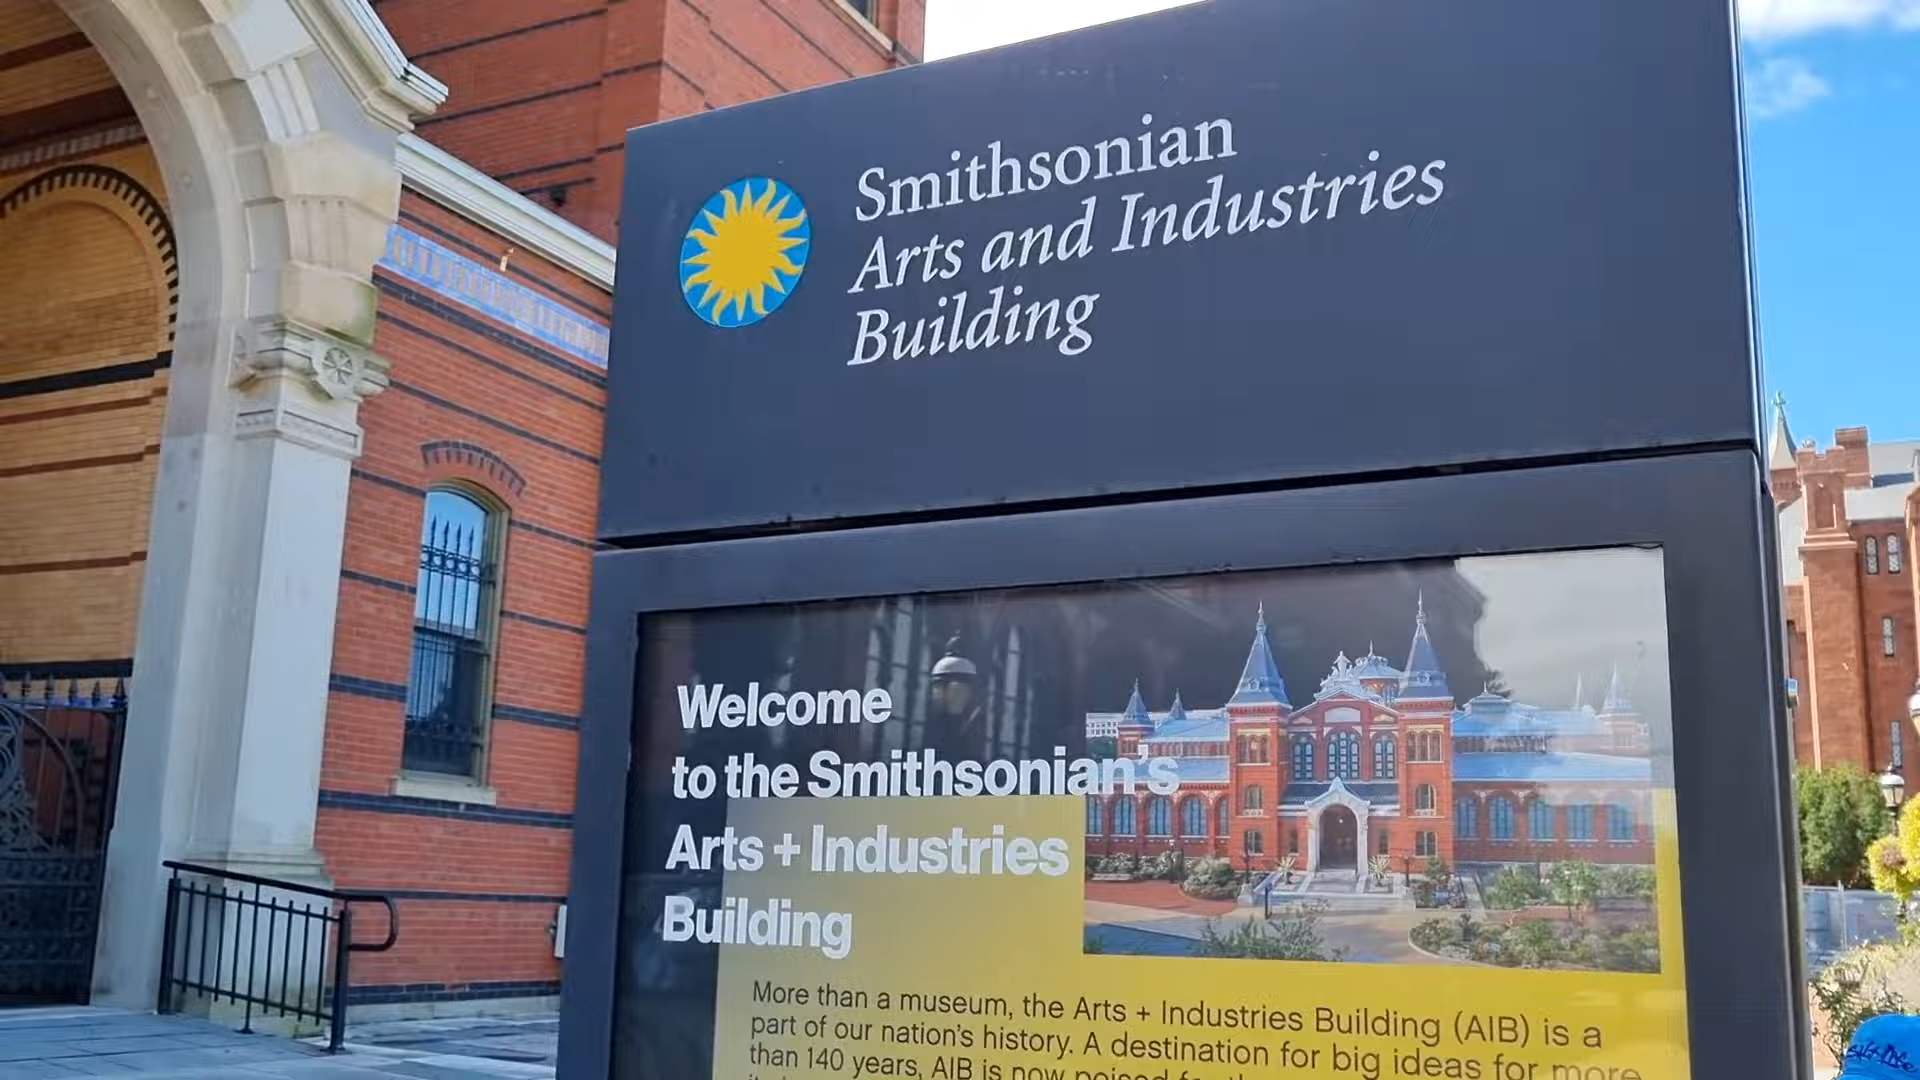 Smithsonian
Arts and Industries
Building
Welcome
to the Smithsonian's
Arts + Industries
Building
More than a museum, the Arts + Industries Building (AIB) is a
part of our nation's history. A destination for big ideas for more
than 140 years, AIB is now poised for